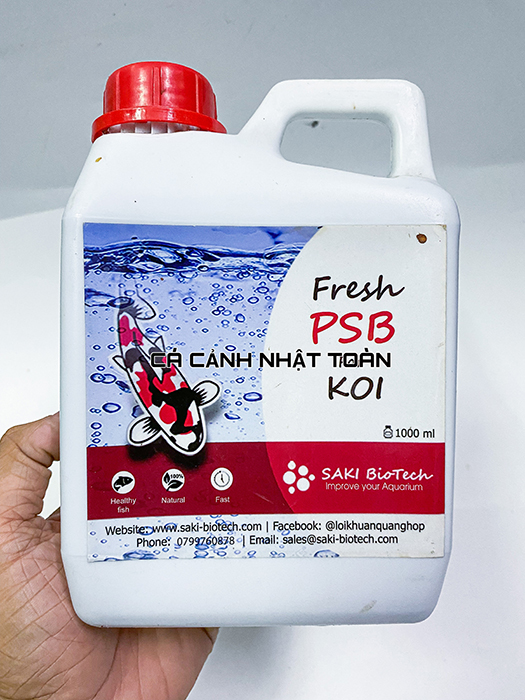 Fresh
PSB
CÁ CẢNH NHẬT TOÀN
KOI
1000 ml
100%
SAKI BioTech
Improve your Aquarium
Healthy fish
Natural
Fast
Website: www.saki-biotech.com | Facebook: @loikhuanquanghop
Phone: 0799760878 | Email: sales@saki-biotech.com